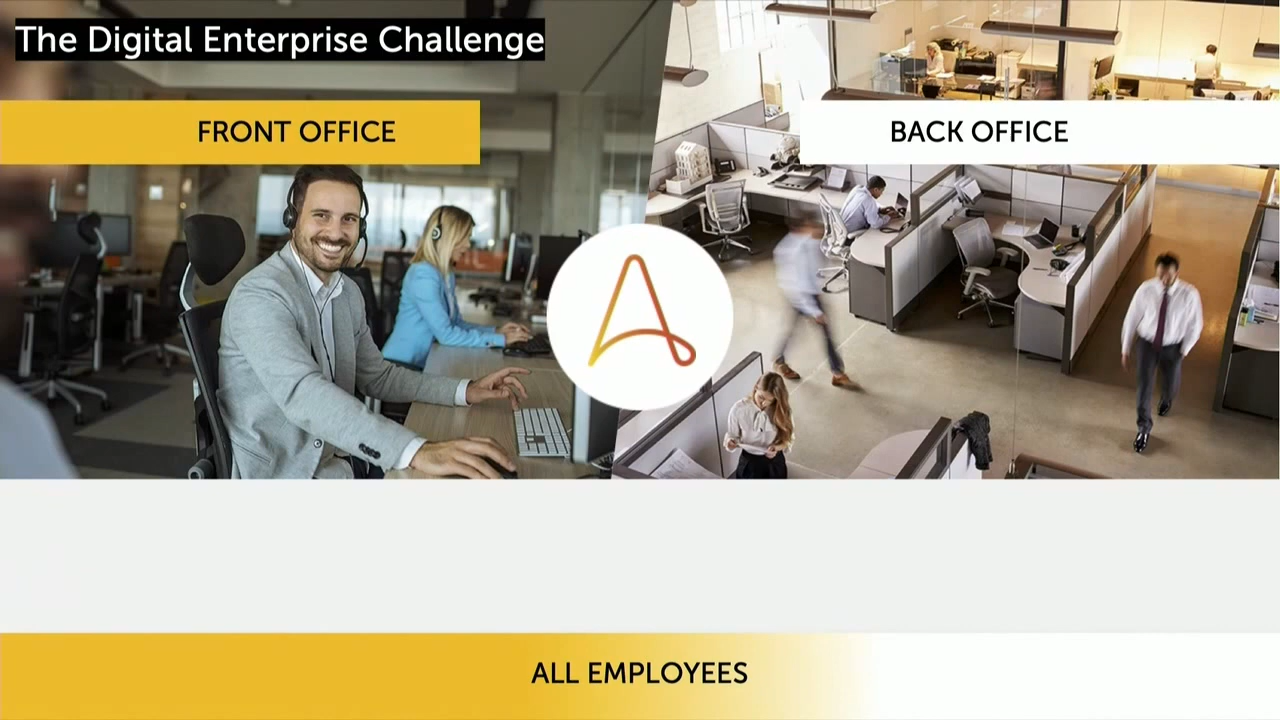 The Digital Enterprise Challenge
FRONT OFFICE
BACK OFFICE
ALL EMPLOYEES